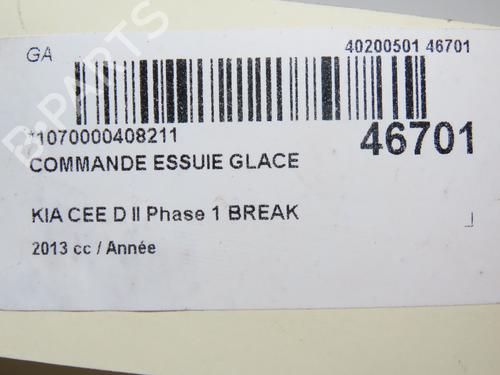 GA
40200501 46701
*1070000408211
46701
COMMANDE ESSUIE GLACE
KIA CEE D II Phase 1 BREAK
2013 cc / Année
B-PARTS